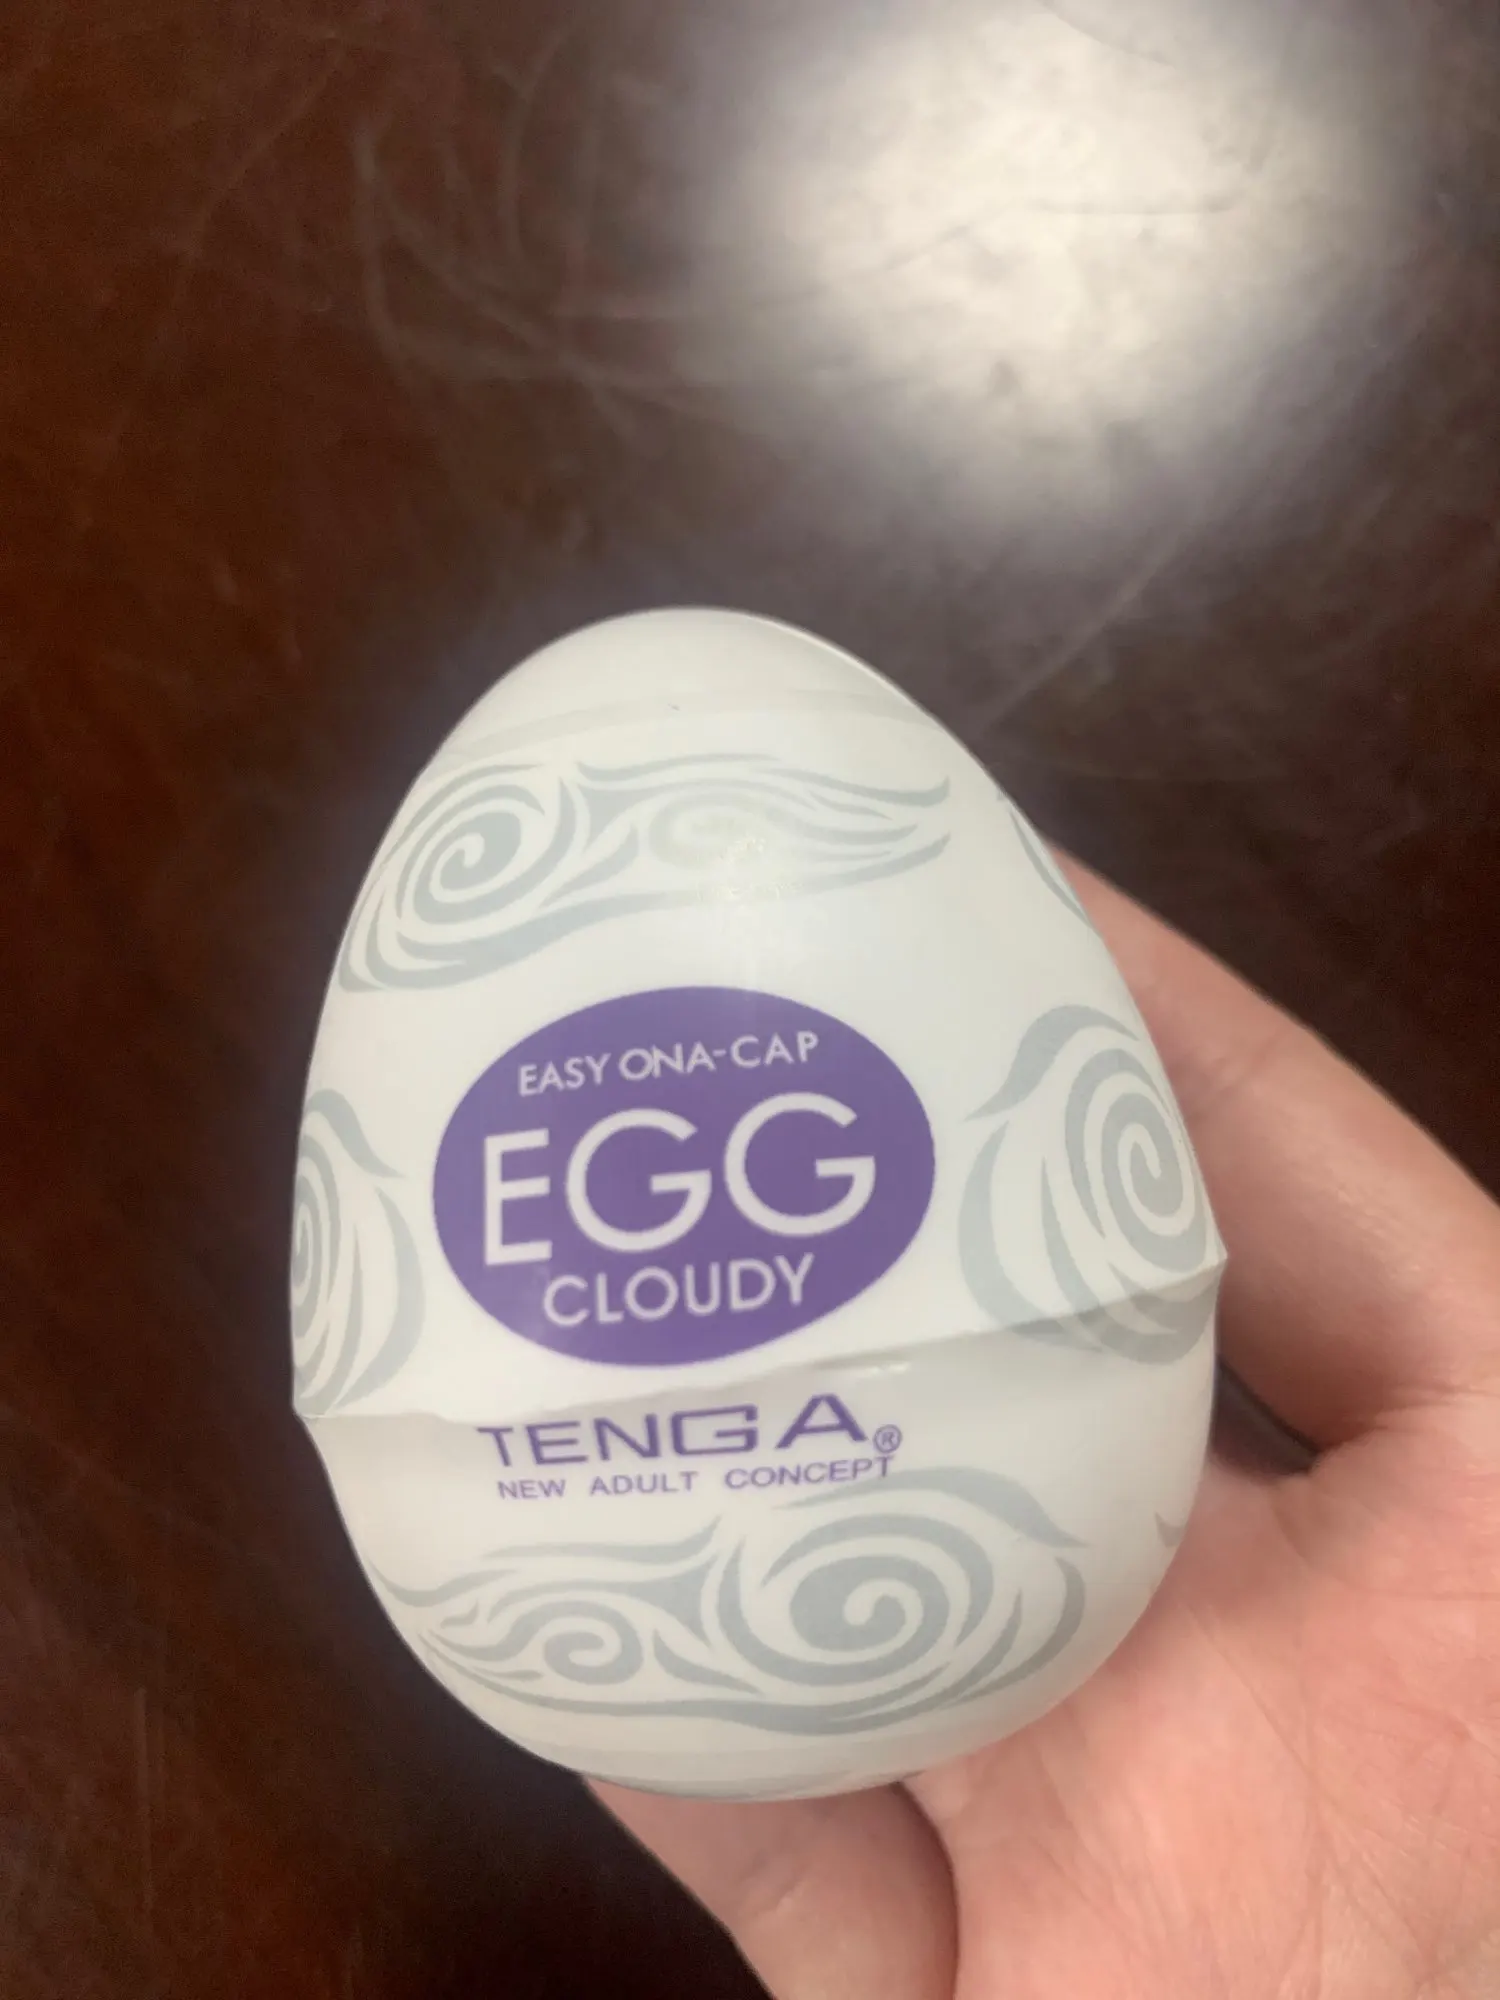 EASY ONA-CAP
EGG
CLOUDY
TENGA®
NEW ADULT CONCEPT